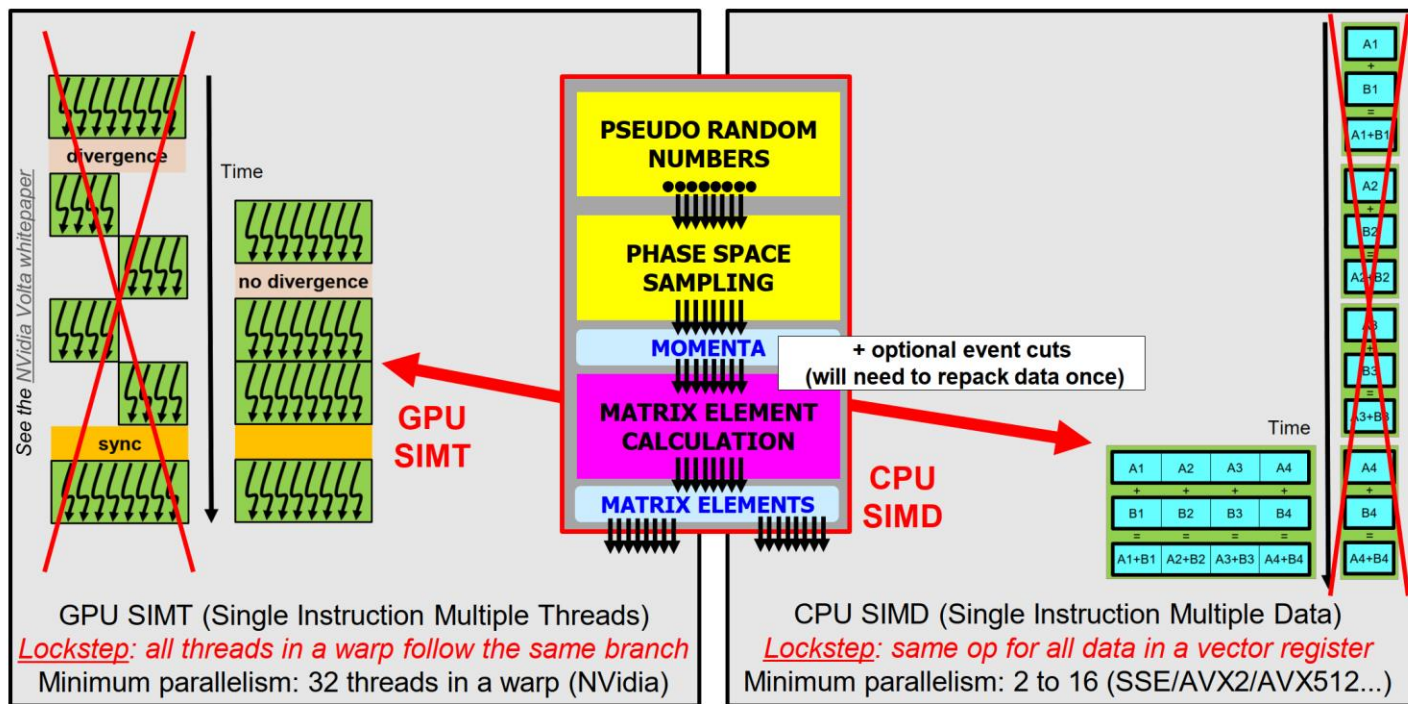 See the NVidia Volta whitepaper
divergence
sync
Time
no divergence
GPU
SIMT
GPU SIMT (Single Instruction Multiple Threads)
Lockstep: all threads in a warp follow the same branch
Minimum parallelism: 32 threads in a warp (NVidia)
PSEUDO RANDOM
NUMBERS
PHASE SPACE
SAMPLING
MOMENTA
+ optional event cuts
(will need to repack data once)
MATRIX ELEMENT
CALCULATION
MATRIX ELEMENTS
CPU
SIMD
Time
A1 A2 A3 A4
+ + + +
B1 B2 B3 B4
= = = =
A1+B1 A2+B2 A3+B3 A4+B4
A1
+
B1
=
A1+B1
A2
+
B2
=
A2+B2
A3
+
B3
=
A3+B3
A4
+
B4
=
A4+B4
CPU SIMD (Single Instruction Multiple Data)
Lockstep: same op for all data in a vector register
Minimum parallelism: 2 to 16 (SSE/AVX2/AVX512...)